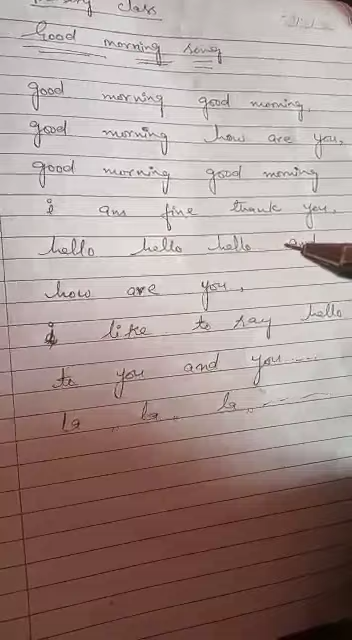 class
Good morning song
good morning good morning.
good morning how are you,
good morning good morning
i am fine thank you,
hello hello hello
how are you,
i like to say hello
to you and you.....
la, la, la,